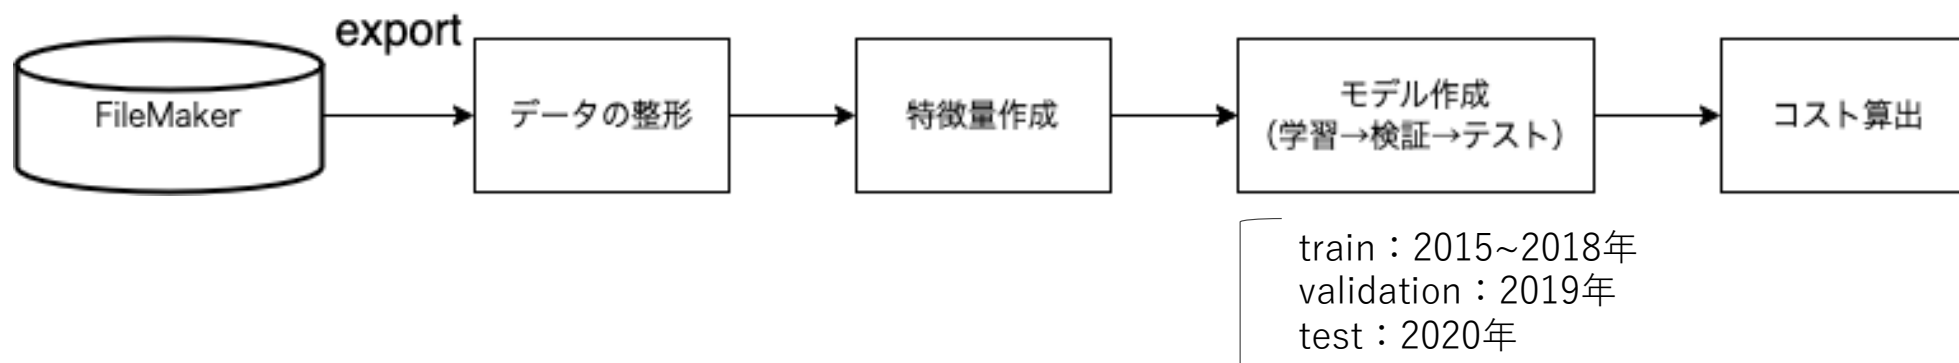 export
FileMaker
データの整形
特徴量作成
モデル作成
（学習→検証→テスト）
コスト算出
train：2015~2018年
validation：2019年
test：2020年